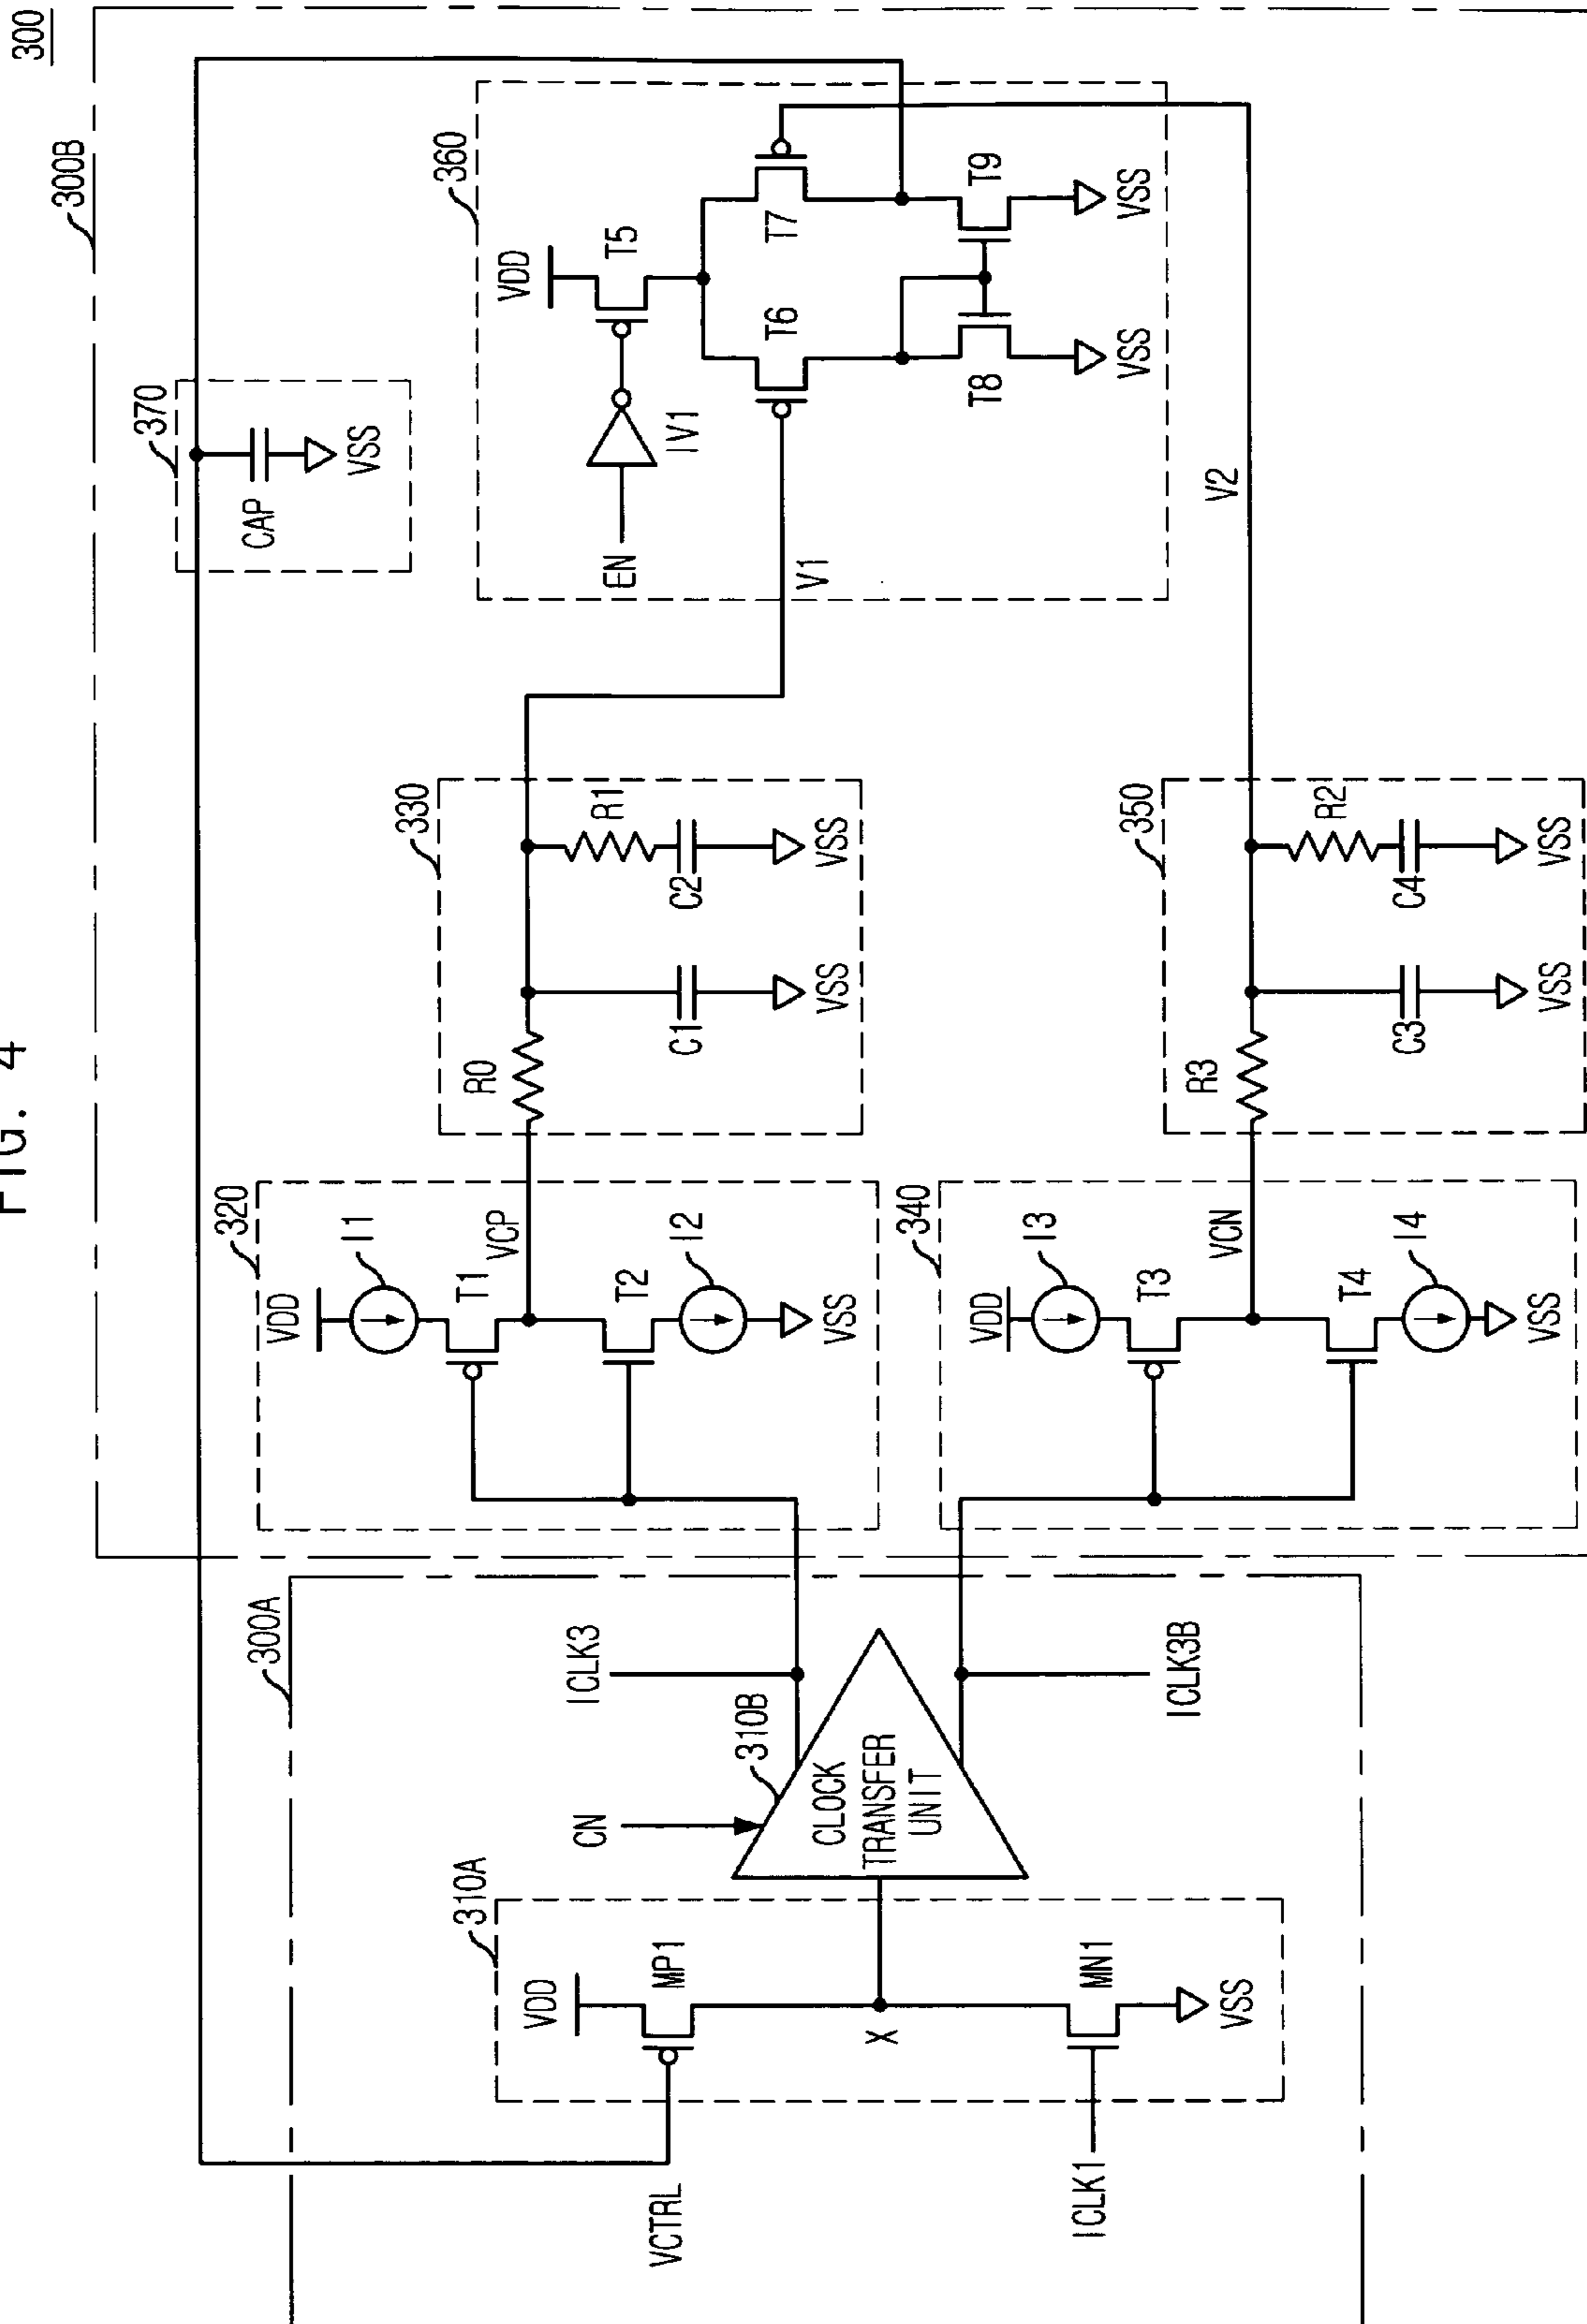 FIG. 4
300
300B
370
CAP
VSS
360
VDD
T5
EN
IV1
T6
T7
V1
T8
T9
VSS
VSS
V2
330
R0
R1
C1
C2
VSS
VSS
350
R3
R2
C3
C4
VSS
VSS
320
VDD
I1
T1
VCP
T2
I2
VSS
340
VDD
I3
T3
VCN
T4
I4
VSS
300A
ICLK3
310B
CN
CLOCK
TRANSFER
UNIT
ICLK3B
310A
VDD
MP1
X
MN1
VSS
VCTRL
ICLK1